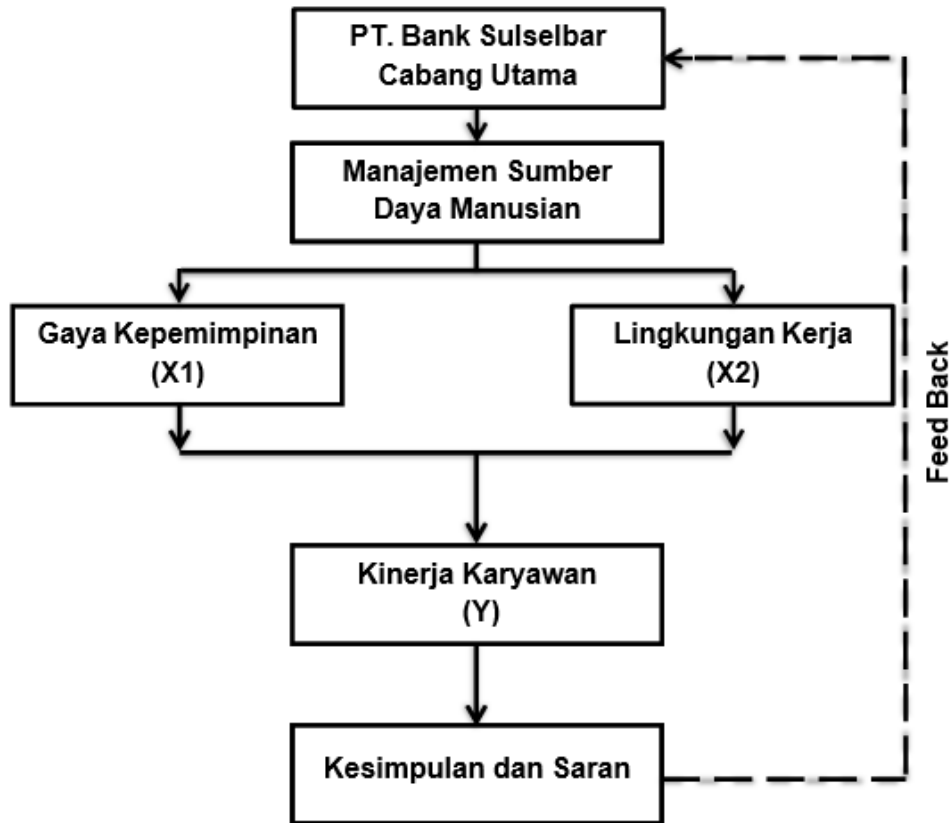 PT. Bank Sulselbar
Cabang Utama
Manajemen Sumber
Daya Manusian
Gaya Kepemimpinan
(X1)
Lingkungan Kerja
(X2)
Feed Back
Kinerja Karyawan
(Y)
Kesimpulan dan Saran